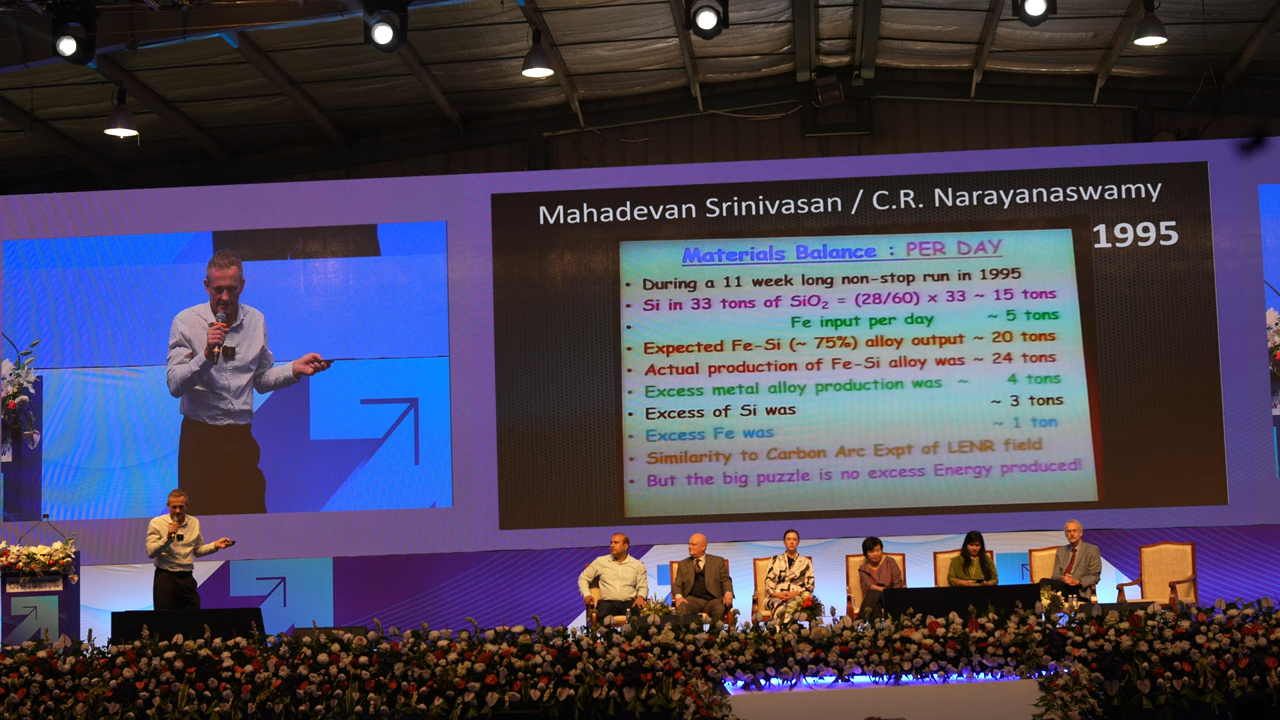 Mahadevan Srinivasan / C.R. Narayanaswamy
1995
Materials Balance : PER DAY
• During a 11 week long non-stop run in 1995
• Si in 33 tons of SiO₂ = (28/60) x 33 ~ 15 tons
• Fe input per day ~ 5 tons
• Expected Fe-Si (~ 75%) alloy output ~ 20 tons
• Actual production of Fe-Si alloy was ~ 24 tons
• Excess metal alloy production was ~ 4 tons
• Excess of Si was ~ 3 tons
• Excess Fe was ~ 1 ton
• Similarity to Carbon Arc Expt of LENR field
• But the big puzzle is no excess Energy produced!